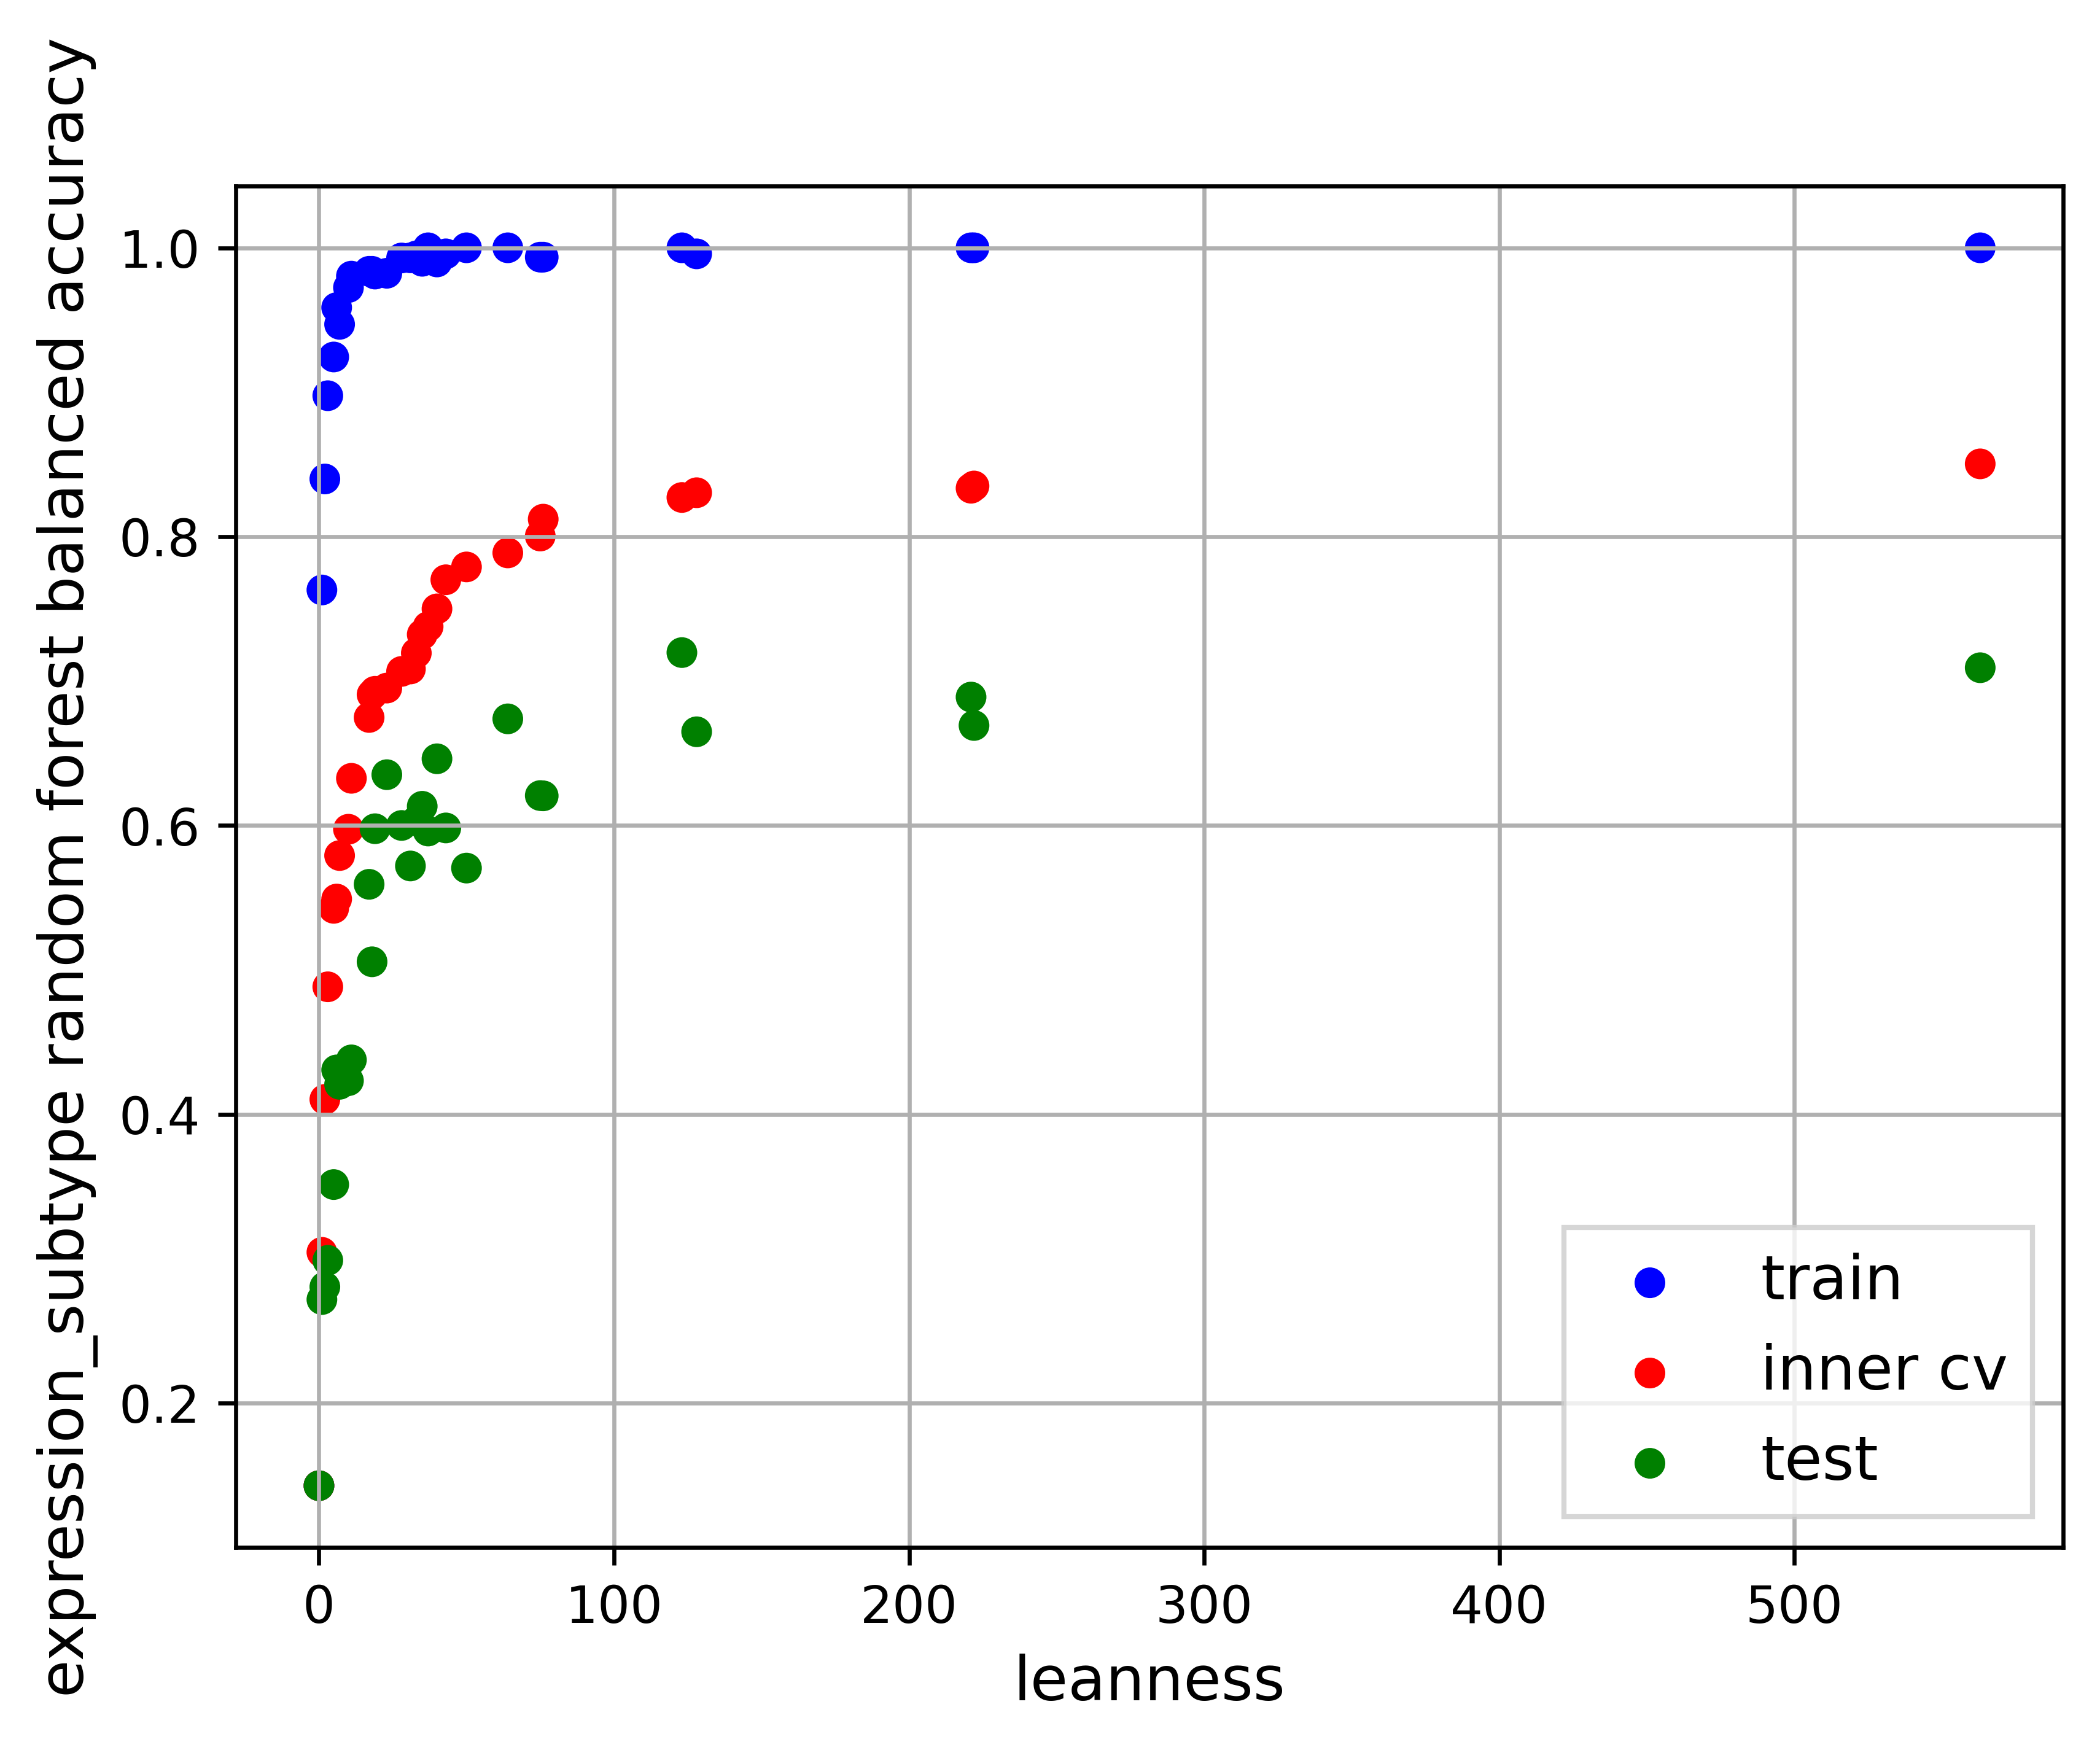 expression_subtype random forest balanced accuracy
1.0
0.8
0.6
0.4
0.2
0 100 200 300 400 500
leanness
train
inner cv
test